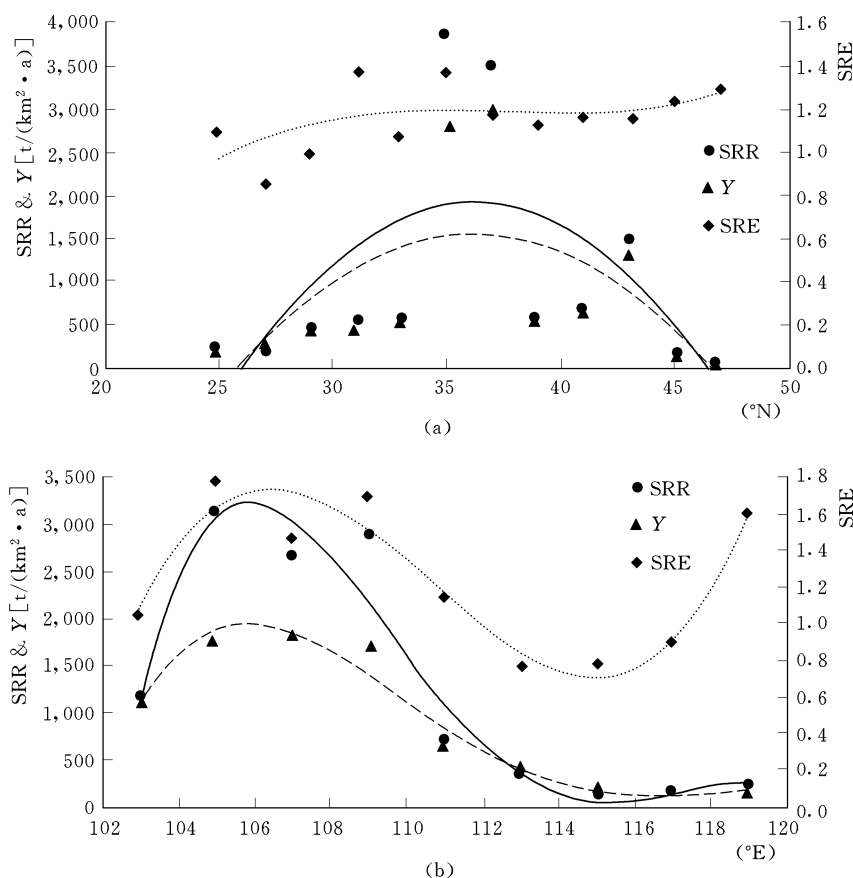 4,000
3,500
3,000
2,500
2,000
1,500
1,000
500
0
SRR & Y [t/(km²·a)]
1.6
1.4
1.2
1.0
0.8
0.6
0.4
0.2
0.0
SRE
SRR
Y
SRE
20 25 30 35 40 45 50
(°N)
(a)
3,500
3,000
2,500
2,000
1,500
1,000
500
0
SRR & Y [t/(km²·a)]
1.8
1.6
1.4
1.2
1.0
0.8
0.6
0.4
0.2
0.0
SRE
SRR
Y
SRE
102 104 106 108 110 112 114 116 118 120
(°E)
(b)